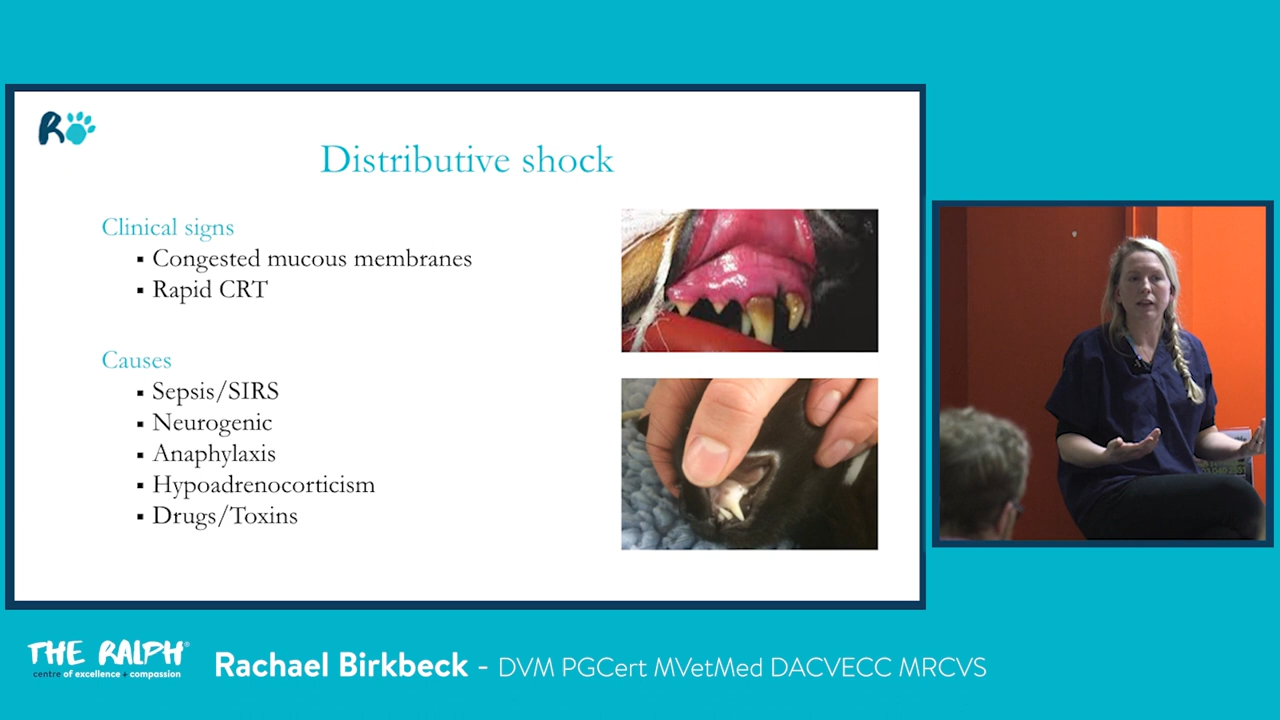 R
Distributive shock
Clinical signs
▪ Congested mucous membranes
▪ Rapid CRT
Causes
▪ Sepsis/SIRS
▪ Neurogenic
▪ Anaphylaxis
▪ Hypoadrenocorticism
▪ Drugs/Toxins
THE RALPH®
centre of excellence + compassion
Rachael Birkbeck - DVM PGCert MVetMed DACVECC MRCVS